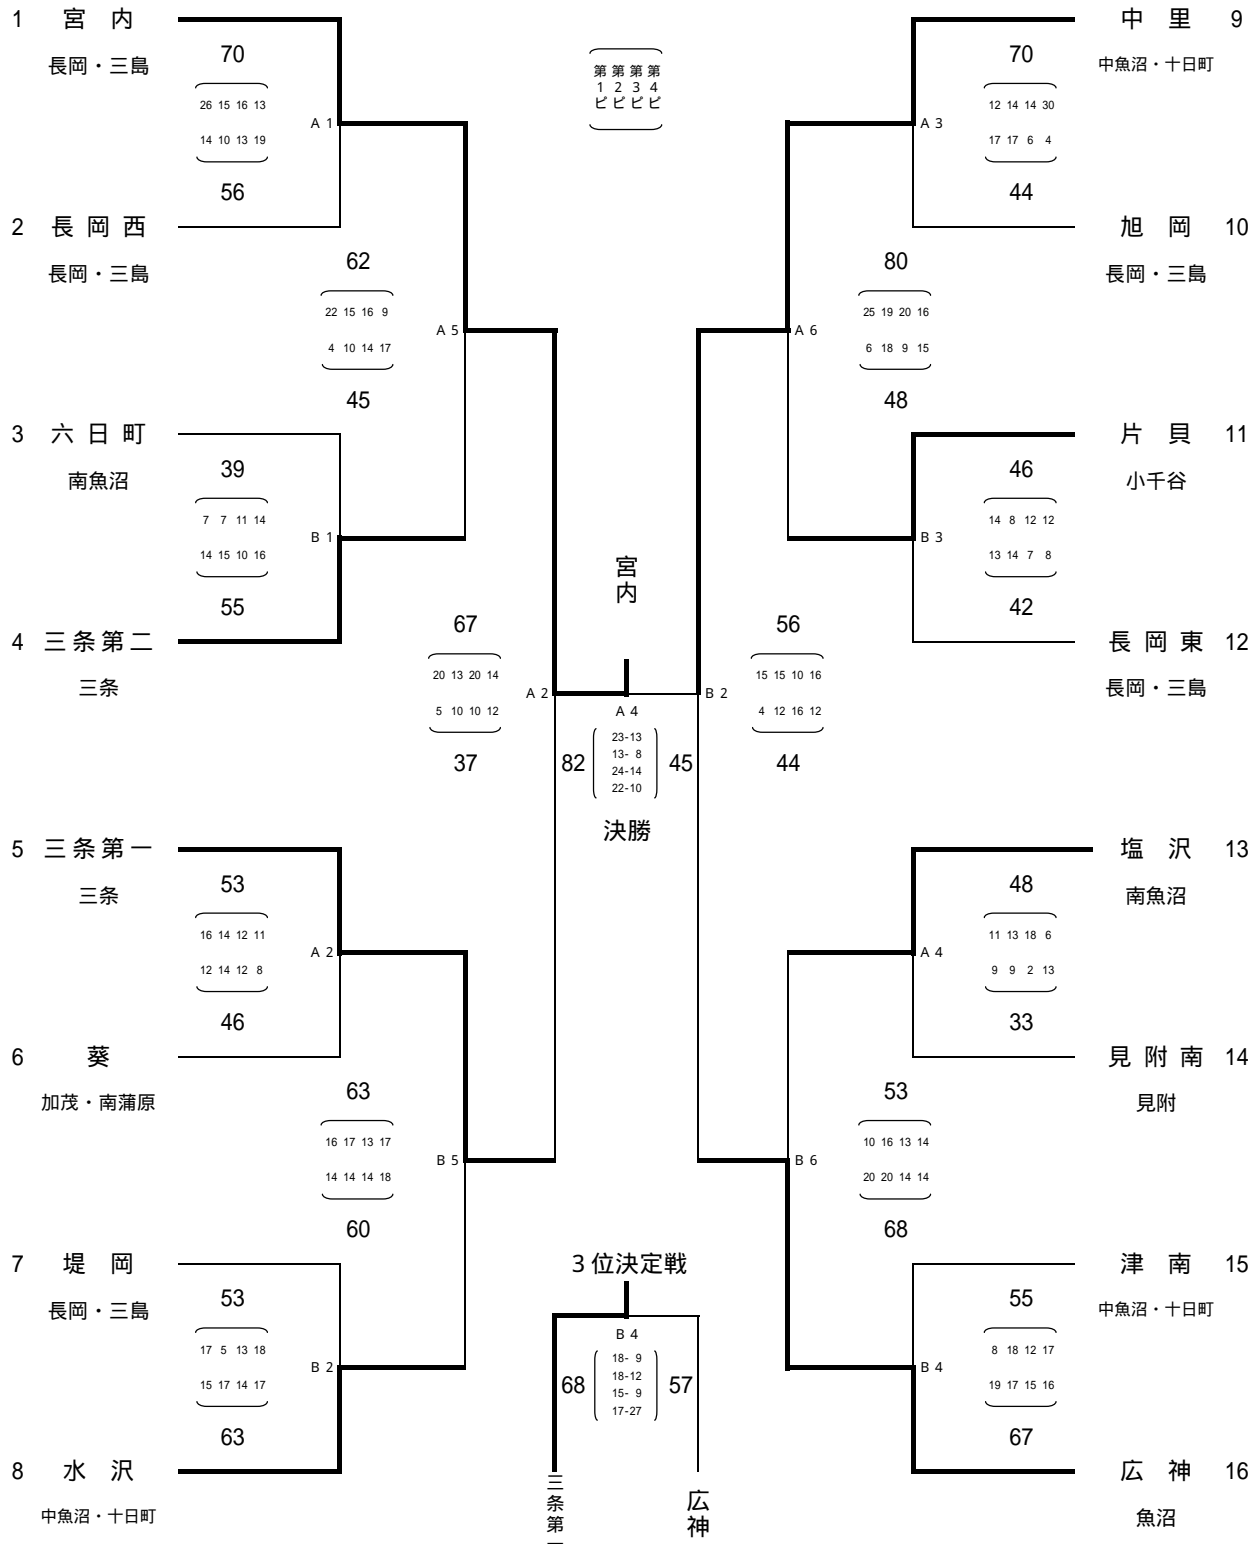 1 宮内
長岡・三島
70
26 15 16 13
A 1
14 10 13 19
56
2 長岡西
長岡・三島
62
22 15 16 9
A 5
4 10 14 17
45
3 六日町
南魚沼
39
7 7 11 14
B 1
14 15 10 16
55
4 三条第二
三条
67
20 13 20 14
A 2
5 10 10 12
37
5 三条第一
三条
53
16 14 12 11
A 2
12 14 12 8
46
6 葵
加茂・南蒲原
63
16 17 13 17
B 5
14 14 14 18
60
7 堤岡
長岡・三島
53
17 5 13 18
B 2
15 17 14 17
63
8 水沢
中魚沼・十日町
第1ピ
第2ピ
第3ピ
第4ピ
宮内
A 4
82
23-13
13- 8
24-14
22-10
45
決勝
3位決定戦
B 4
68
18- 9
18-12
15- 9
17-27
57
三条第
広神
中里 9
中魚沼・十日町
70
12 14 14 30
A 3
17 17 6 4
44
旭岡 10
長岡・三島
80
25 19 20 16
A 6
6 18 9 15
48
片貝 11
小千谷
46
14 8 12 12
B 3
13 14 7 8
42
長岡東 12
長岡・三島
56
15 15 10 16
B 2
4 12 16 12
44
塩沢 13
南魚沼
48
11 13 18 6
A 4
9 9 2 13
33
見附南 14
見附
53
10 16 13 14
B 6
20 20 14 14
68
津南 15
中魚沼・十日町
55
8 18 12 17
B 4
19 17 15 16
67
広神 16
魚沼